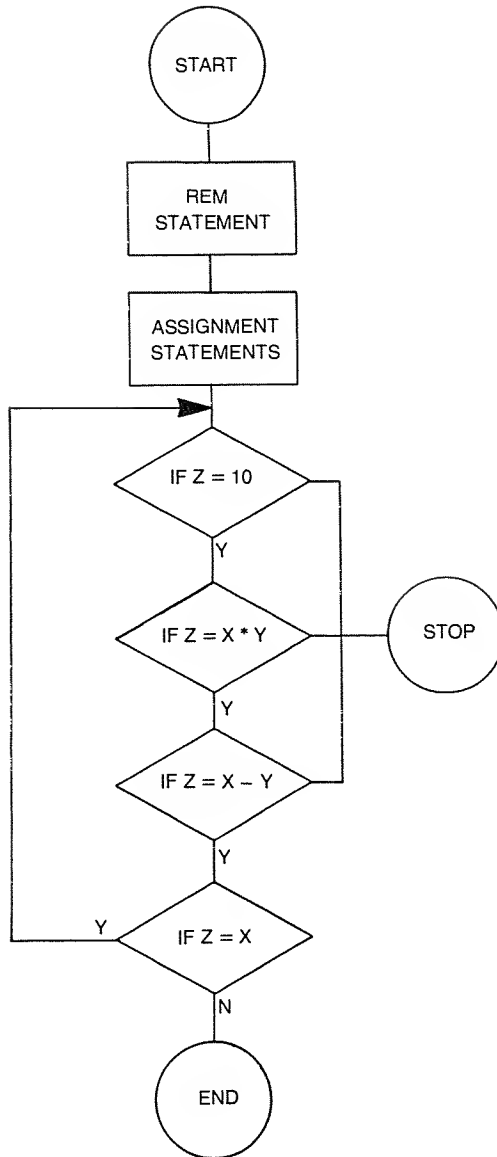 START
REM
STATEMENT
ASSIGNMENT
STATEMENTS
IF Z = 10
Y
IF Z = X * Y
STOP
Y
IF Z = X – Y
Y
Y
IF Z = X
N
END